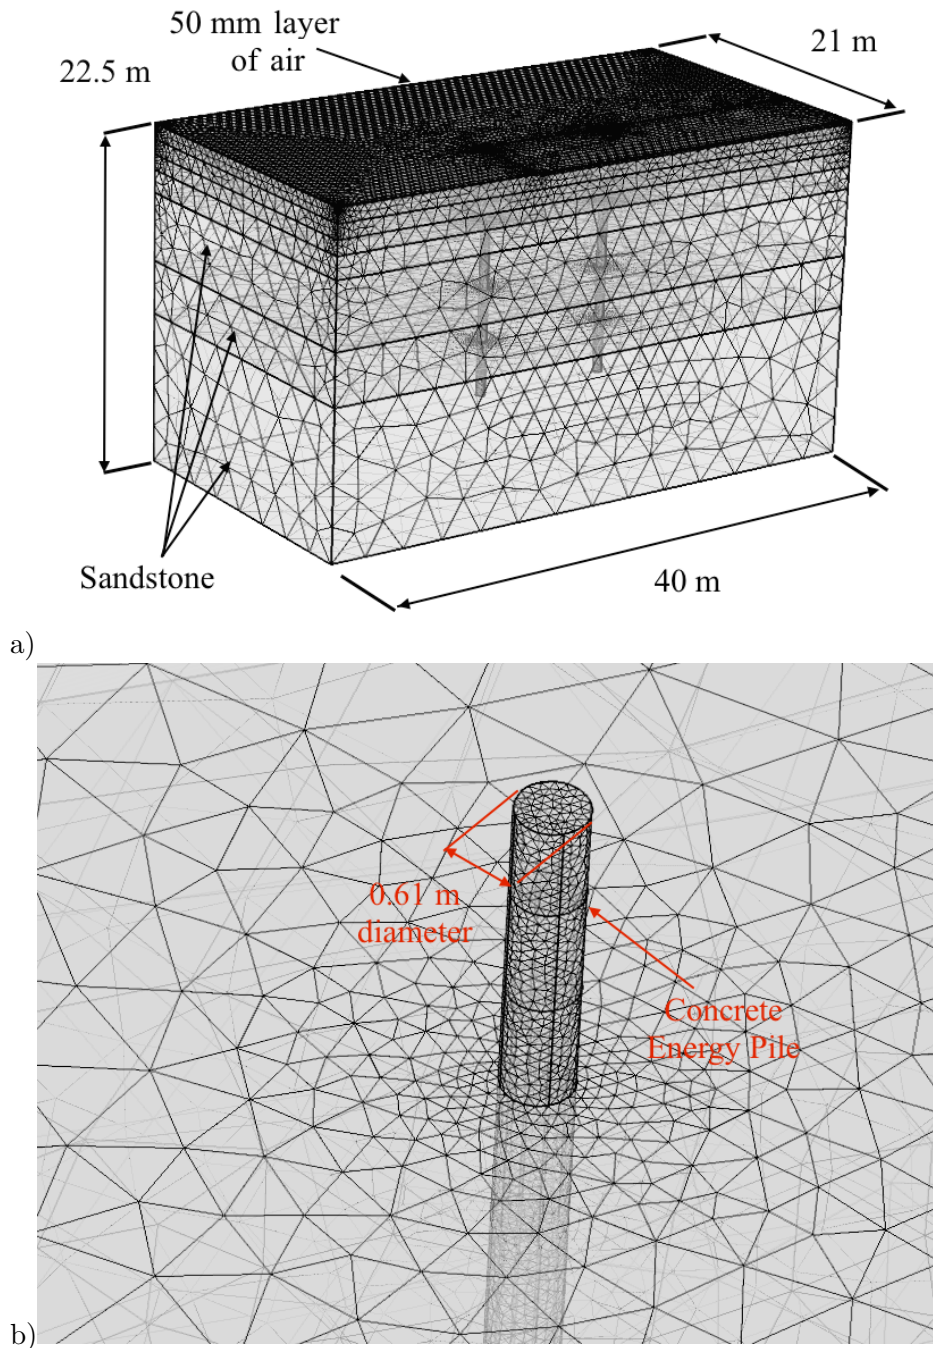 50 mm layer
of air
21 m
22.5 m
Sandstone
40 m
a)
0.61 m
diameter
Concrete
Energy Pile
b)